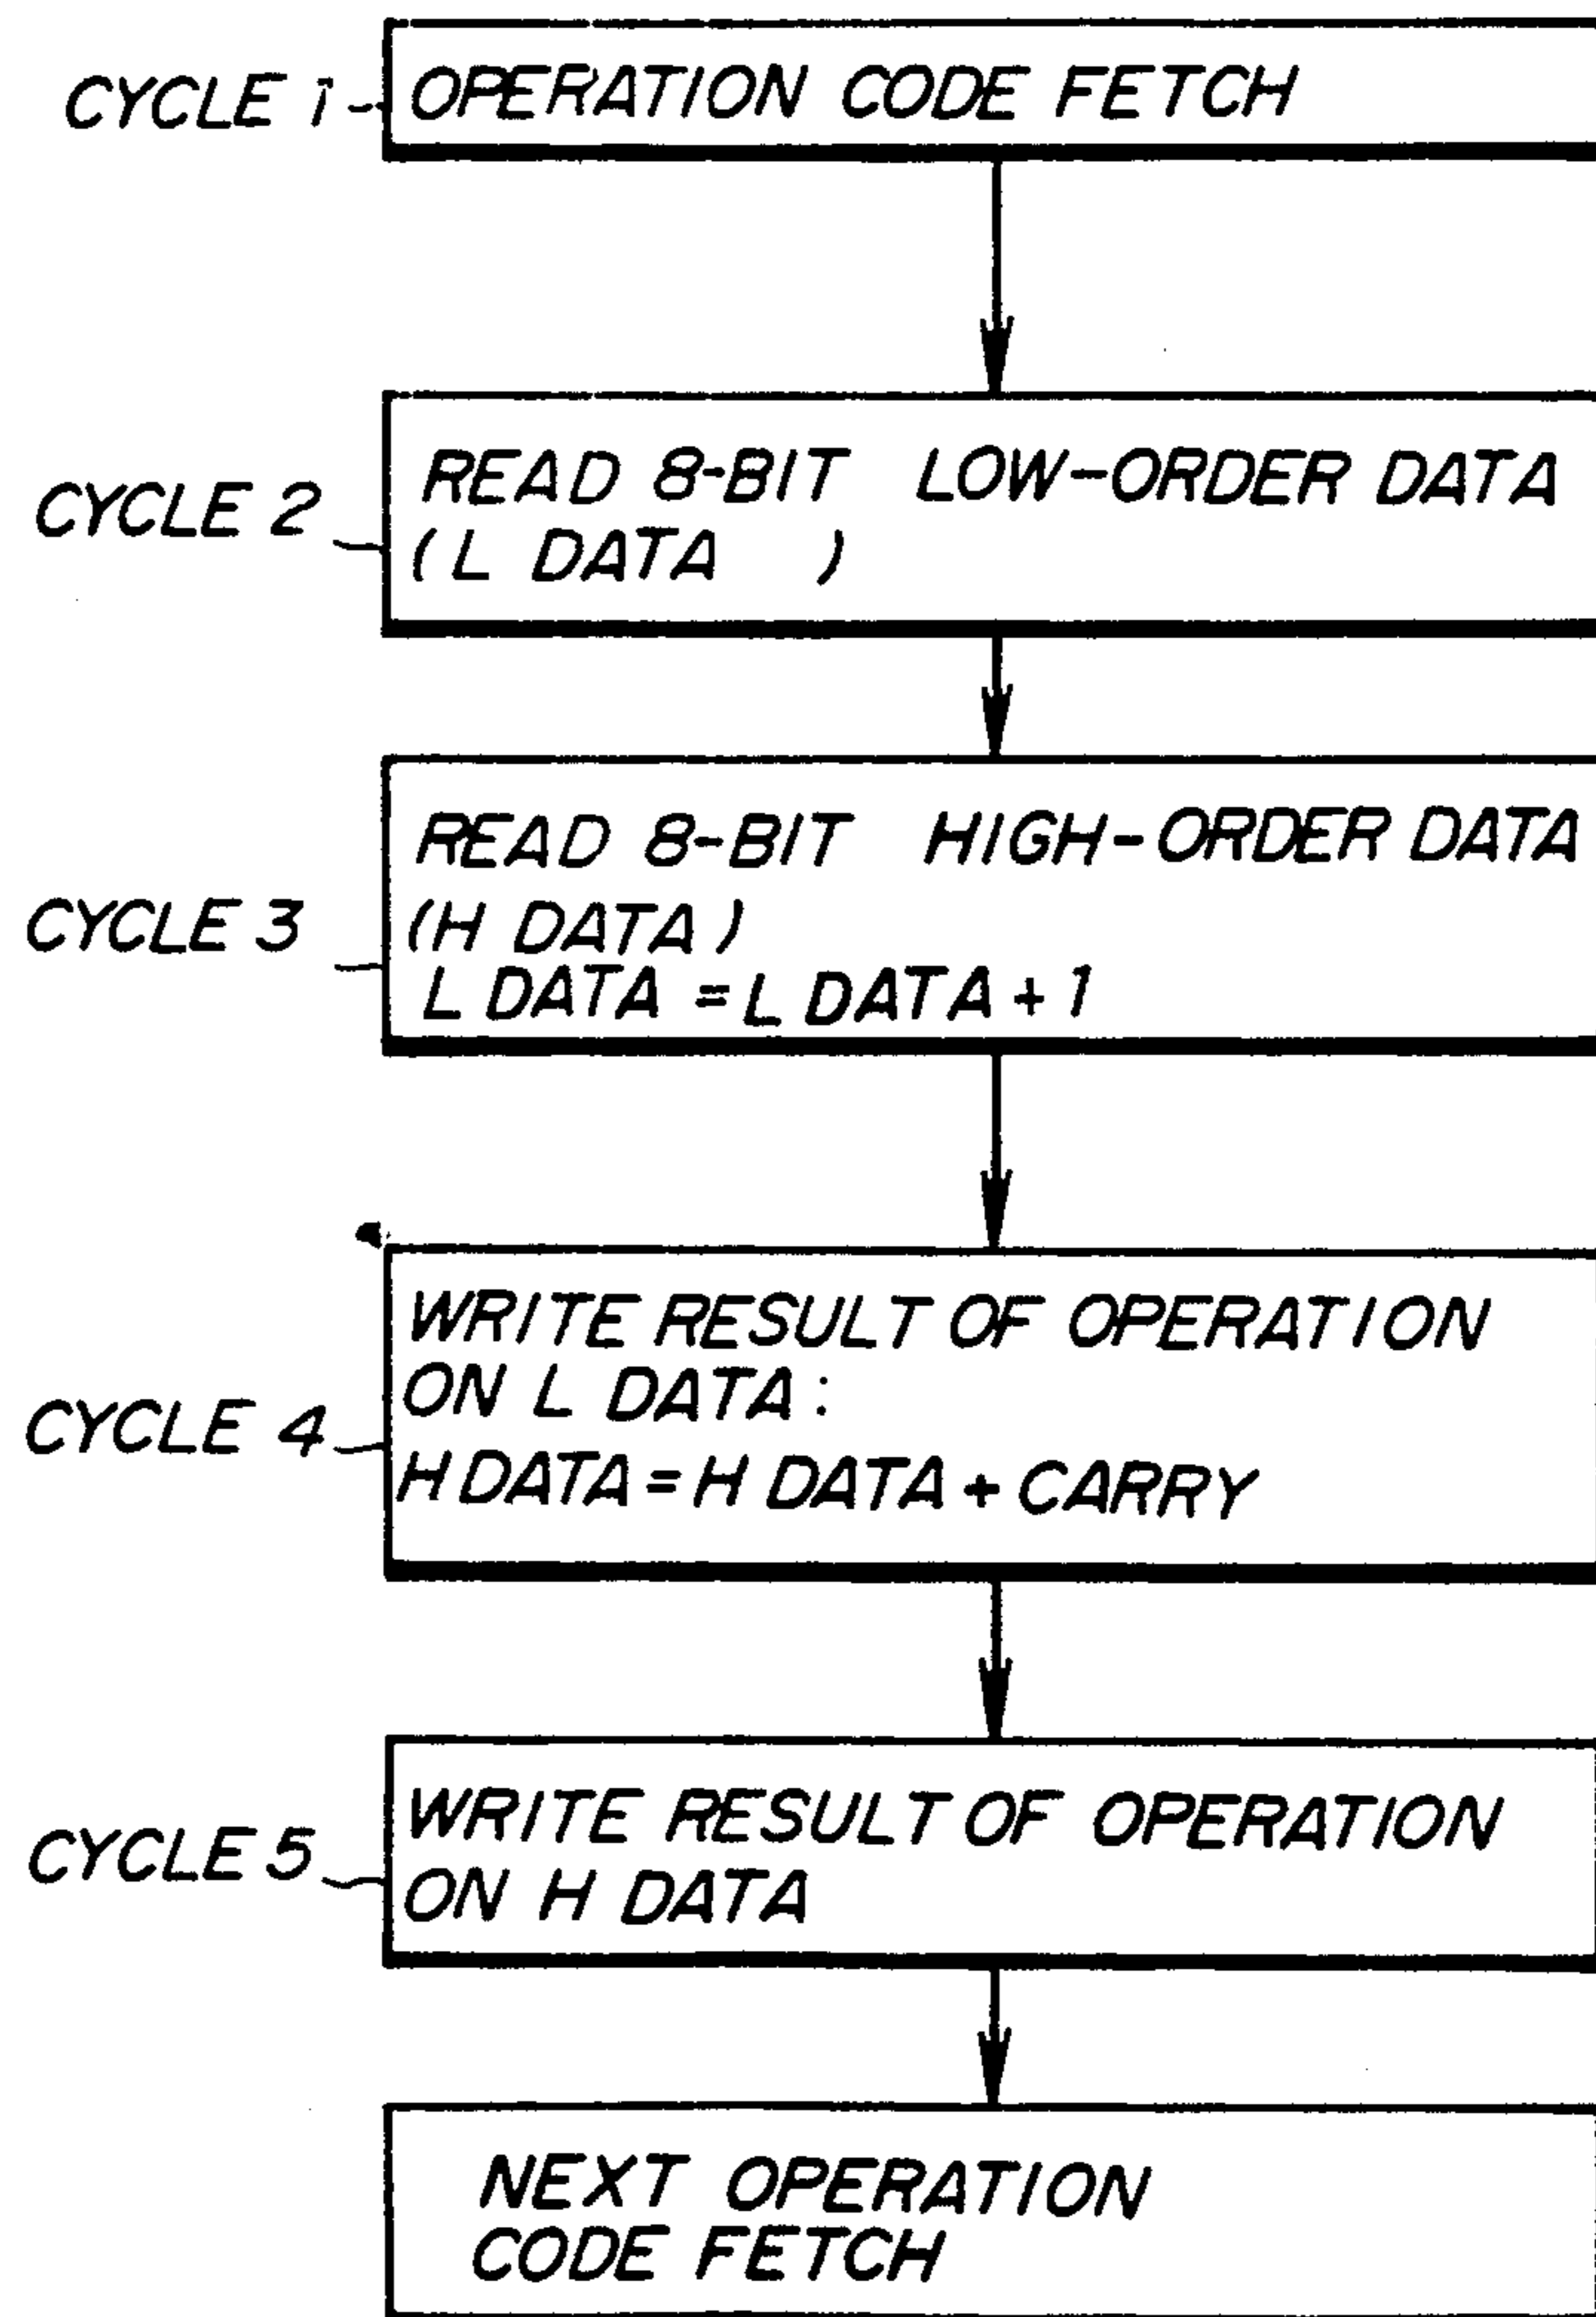 CYCLE 1
OPERATION CODE FETCH
CYCLE 2
READ 8-BIT LOW-ORDER DATA
(L DATA )
CYCLE 3
READ 8-BIT HIGH-ORDER DATA
(H DATA)
L DATA = L DATA + 1
CYCLE 4
WRITE RESULT OF OPERATION
ON L DATA:
H DATA = H DATA + CARRY
CYCLE 5
WRITE RESULT OF OPERATION
ON H DATA
NEXT OPERATION
CODE FETCH